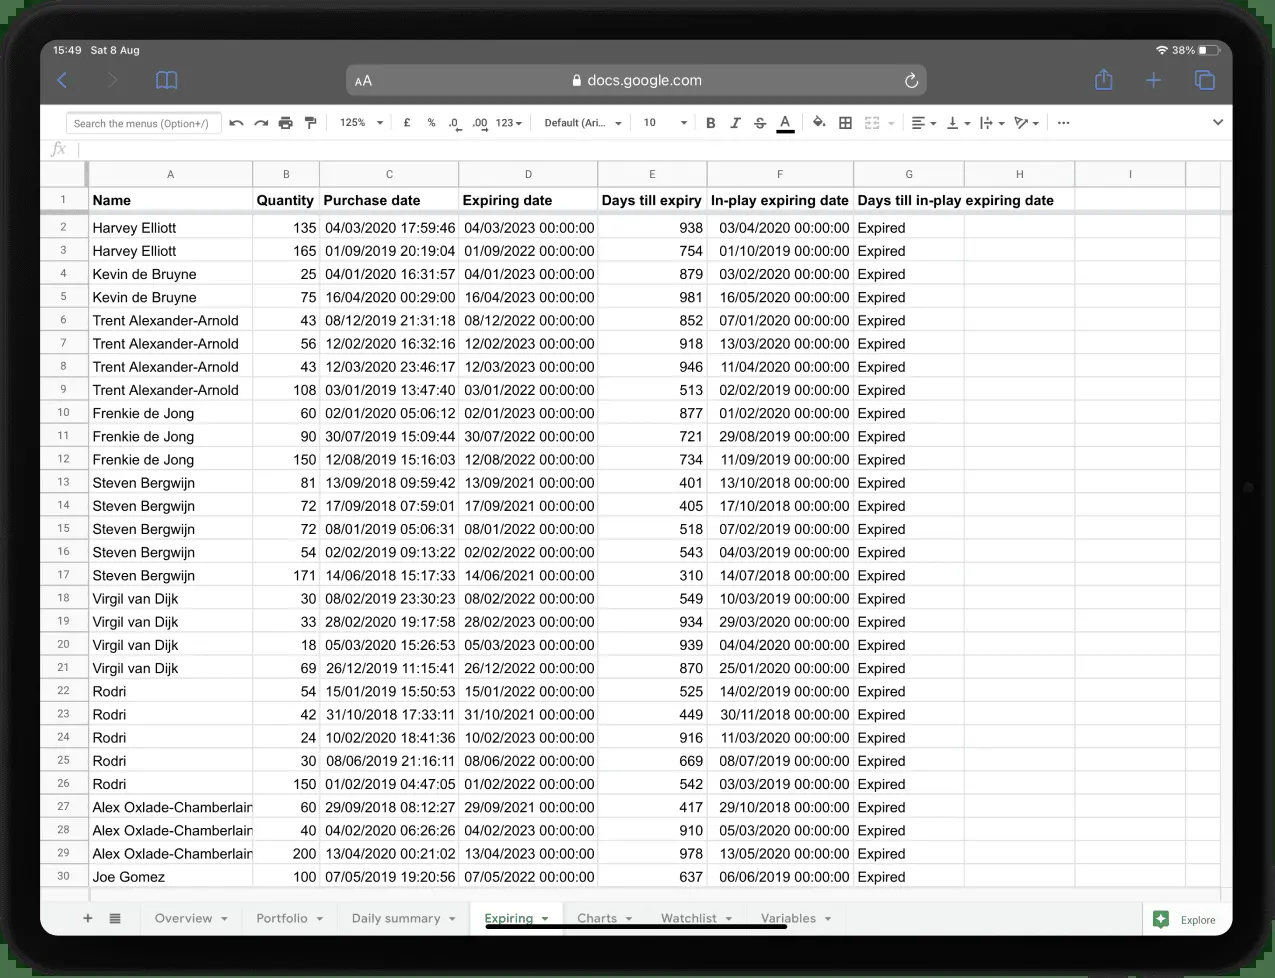 15:49 Sat 8 Aug 38%
AA docs.google.com
Search the menus (Option+/) 125% £ % .0 .00 123 Default (Ari... 10 B I S A ...
fx
A B C D E F G H I
1 Name Quantity Purchase date Expiring date Days till expiry In-play expiring date Days till in-play expiring date
2 Harvey Elliott 135 04/03/2020 17:59:46 04/03/2023 00:00:00 938 03/04/2020 00:00:00 Expired
3 Harvey Elliott 165 01/09/2019 20:19:04 01/09/2022 00:00:00 754 01/10/2019 00:00:00 Expired
4 Kevin de Bruyne 25 04/01/2020 16:31:57 04/01/2023 00:00:00 879 03/02/2020 00:00:00 Expired
5 Kevin de Bruyne 75 16/04/2020 00:29:00 16/04/2023 00:00:00 981 16/05/2020 00:00:00 Expired
6 Trent Alexander-Arnold 43 08/12/2019 21:31:18 08/12/2022 00:00:00 852 07/01/2020 00:00:00 Expired
7 Trent Alexander-Arnold 56 12/02/2020 16:32:16 12/02/2023 00:00:00 918 13/03/2020 00:00:00 Expired
8 Trent Alexander-Arnold 43 12/03/2020 23:46:17 12/03/2023 00:00:00 946 11/04/2020 00:00:00 Expired
9 Trent Alexander-Arnold 108 03/01/2019 13:47:40 03/01/2022 00:00:00 513 02/02/2019 00:00:00 Expired
10 Frenkie de Jong 60 02/01/2020 05:06:12 02/01/2023 00:00:00 877 01/02/2020 00:00:00 Expired
11 Frenkie de Jong 90 30/07/2019 15:09:44 30/07/2022 00:00:00 721 29/08/2019 00:00:00 Expired
12 Frenkie de Jong 150 12/08/2019 15:16:03 12/08/2022 00:00:00 734 11/09/2019 00:00:00 Expired
13 Steven Bergwijn 81 13/09/2018 09:59:42 13/09/2021 00:00:00 401 13/10/2018 00:00:00 Expired
14 Steven Bergwijn 72 17/09/2018 07:59:01 17/09/2021 00:00:00 405 17/10/2018 00:00:00 Expired
15 Steven Bergwijn 72 08/01/2019 05:06:31 08/01/2022 00:00:00 518 07/02/2019 00:00:00 Expired
16 Steven Bergwijn 54 02/02/2019 09:13:22 02/02/2022 00:00:00 543 04/03/2019 00:00:00 Expired
17 Steven Bergwijn 171 14/06/2018 15:17:33 14/06/2021 00:00:00 310 14/07/2018 00:00:00 Expired
18 Virgil van Dijk 30 08/02/2019 23:30:23 08/02/2022 00:00:00 549 10/03/2019 00:00:00 Expired
19 Virgil van Dijk 33 28/02/2020 19:17:58 28/02/2023 00:00:00 934 29/03/2020 00:00:00 Expired
20 Virgil van Dijk 18 05/03/2020 15:26:53 05/03/2023 00:00:00 939 04/04/2020 00:00:00 Expired
21 Virgil van Dijk 69 26/12/2019 11:15:41 26/12/2022 00:00:00 870 25/01/2020 00:00:00 Expired
22 Rodri 54 15/01/2019 15:50:53 15/01/2022 00:00:00 525 14/02/2019 00:00:00 Expired
23 Rodri 42 31/10/2018 17:33:11 31/10/2021 00:00:00 449 30/11/2018 00:00:00 Expired
24 Rodri 24 10/02/2020 18:41:36 10/02/2023 00:00:00 916 11/03/2020 00:00:00 Expired
25 Rodri 30 08/06/2019 21:16:11 08/06/2022 00:00:00 669 08/07/2019 00:00:00 Expired
26 Rodri 150 01/02/2019 04:47:05 01/02/2022 00:00:00 542 03/03/2019 00:00:00 Expired
27 Alex Oxlade-Chamberlain 60 29/09/2018 08:12:27 29/09/2021 00:00:00 417 29/10/2018 00:00:00 Expired
28 Alex Oxlade-Chamberlain 40 04/02/2020 06:26:26 04/02/2023 00:00:00 910 05/03/2020 00:00:00 Expired
29 Alex Oxlade-Chamberlain 200 13/04/2020 00:21:02 13/04/2023 00:00:00 978 13/05/2020 00:00:00 Expired
30 Joe Gomez 100 07/05/2019 19:20:56 07/05/2022 00:00:00 637 06/06/2019 00:00:00 Expired
+ Overview Portfolio Daily summary Expiring Charts Watchlist Variables Explore